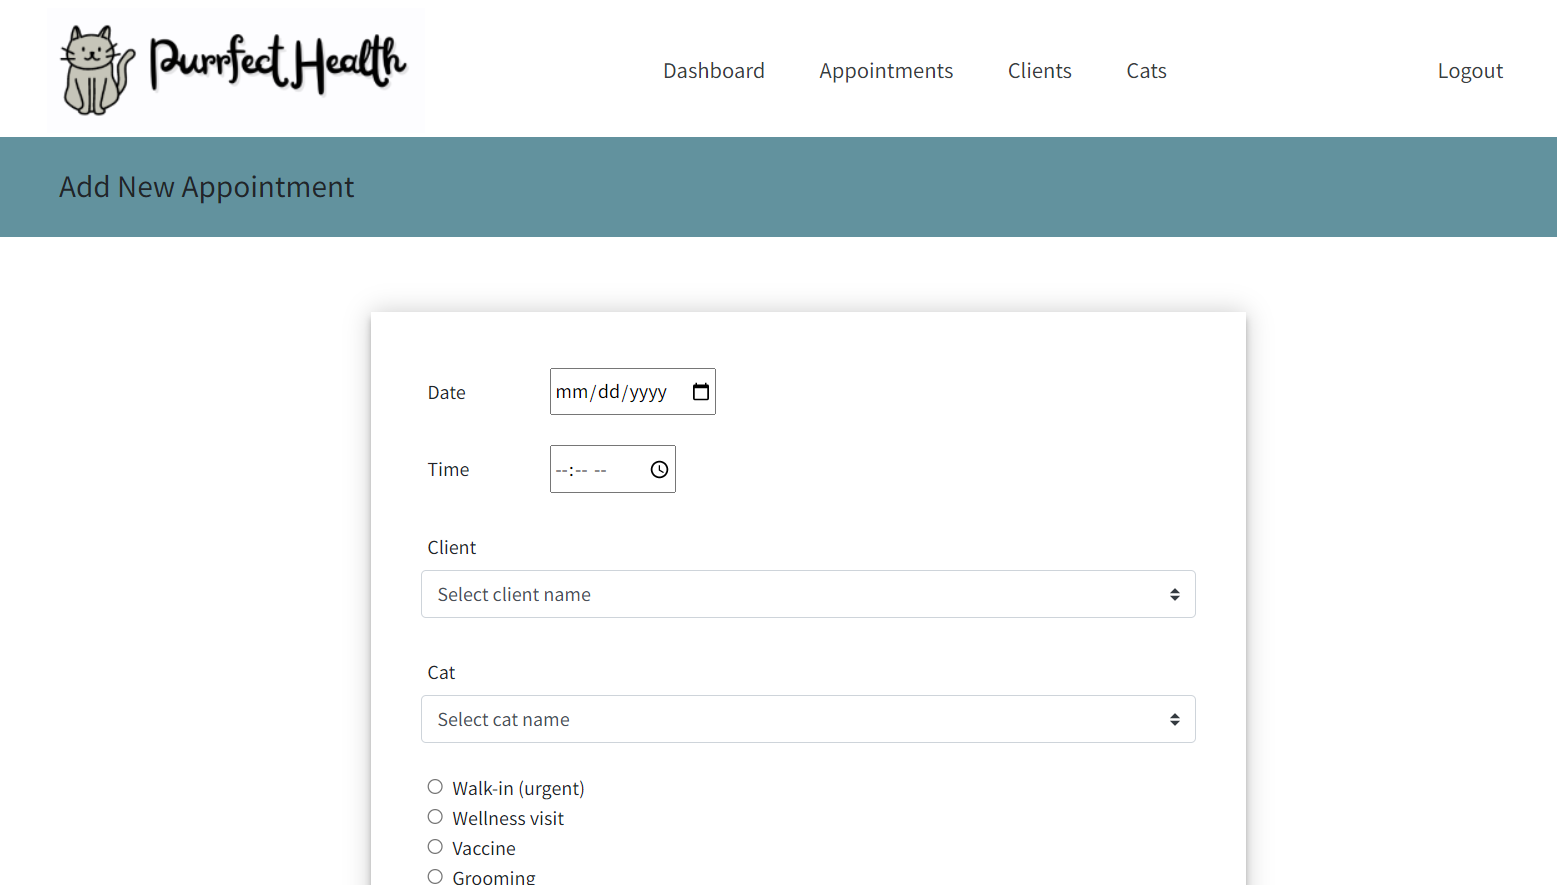 Purrfect Health
Dashboard Appointments Clients Cats Logout
Add New Appointment
Date mm/dd/yyyy
Time --:-- --
Client
Select client name
Cat
Select cat name
Walk-in (urgent)
Wellness visit
Vaccine
Grooming